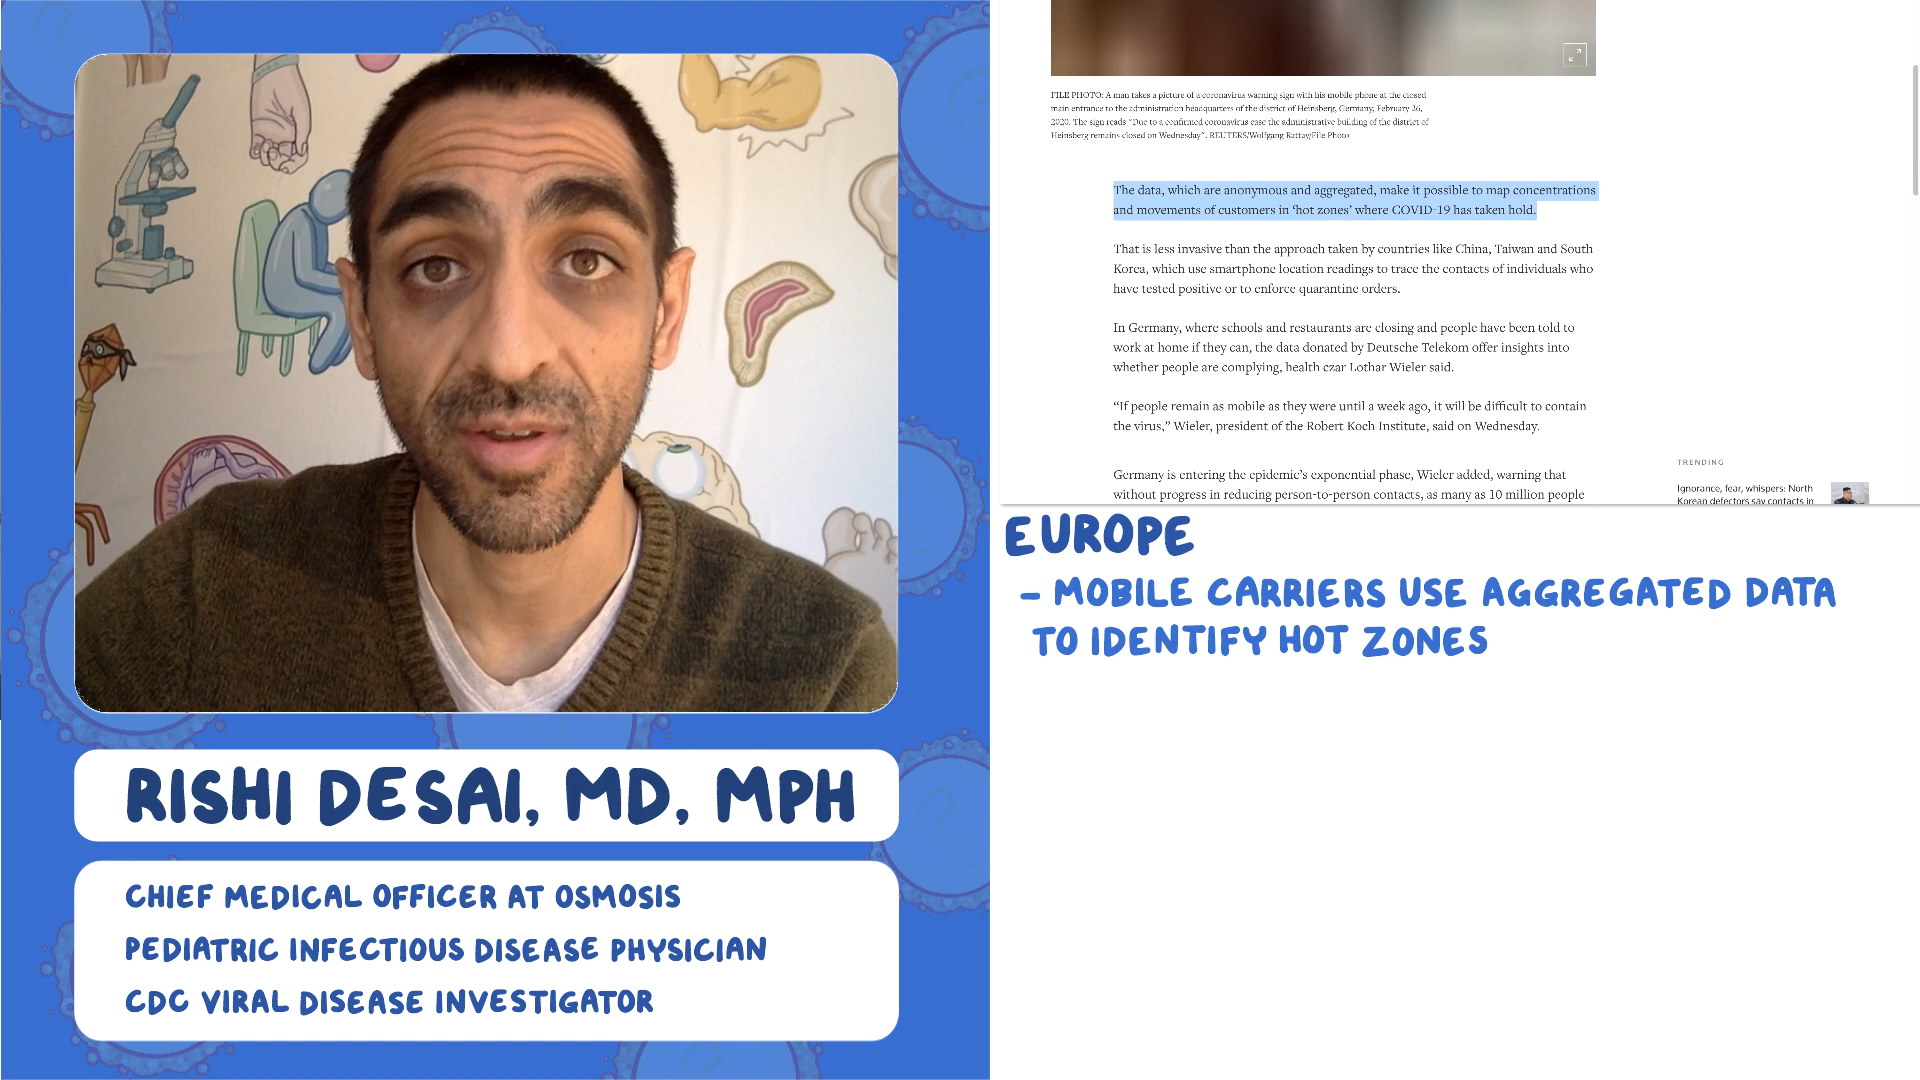 RISHI DESAI, MD, MPH
CHIEF MEDICAL OFFICER AT OSMOSIS
PEDIATRIC INFECTIOUS DISEASE PHYSICIAN
CDC VIRAL DISEASE INVESTIGATOR
FILE PHOTO: A man takes a picture of a coronavirus warning sign with his mobile phone at the closed
main entrance to the administration headquarters of the district of Heinsberg, Germany, February 26,
2020. The sign reads "Due to a confirmed coronavirus case the administrative building of the district of
Heinsberg remains closed on Wednesday". REUTERS/Wolfgang Rattay/File Photo
The data, which are anonymous and aggregated, make it possible to map concentrations
and movements of customers in ‘hot zones’ where COVID-19 has taken hold.
That is less invasive than the approach taken by countries like China, Taiwan and South
Korea, which use smartphone location readings to trace the contacts of individuals who
have tested positive or to enforce quarantine orders.
In Germany, where schools and restaurants are closing and people have been told to
work at home if they can, the data donated by Deutsche Telekom offer insights into
whether people are complying, health czar Lothar Wieler said.
“If people remain as mobile as they were until a week ago, it will be difficult to contain
the virus,” Wieler, president of the Robert Koch Institute, said on Wednesday.
Germany is entering the epidemic’s exponential phase, Wieler added, warning that
without progress in reducing person-to-person contacts, as many as 10 million people
TRENDING
Ignorance, fear, whispers: North
Korean defectors say contacts in
EUROPE
- MOBILE CARRIERS USE AGGREGATED DATA
TO IDENTIFY HOT ZONES